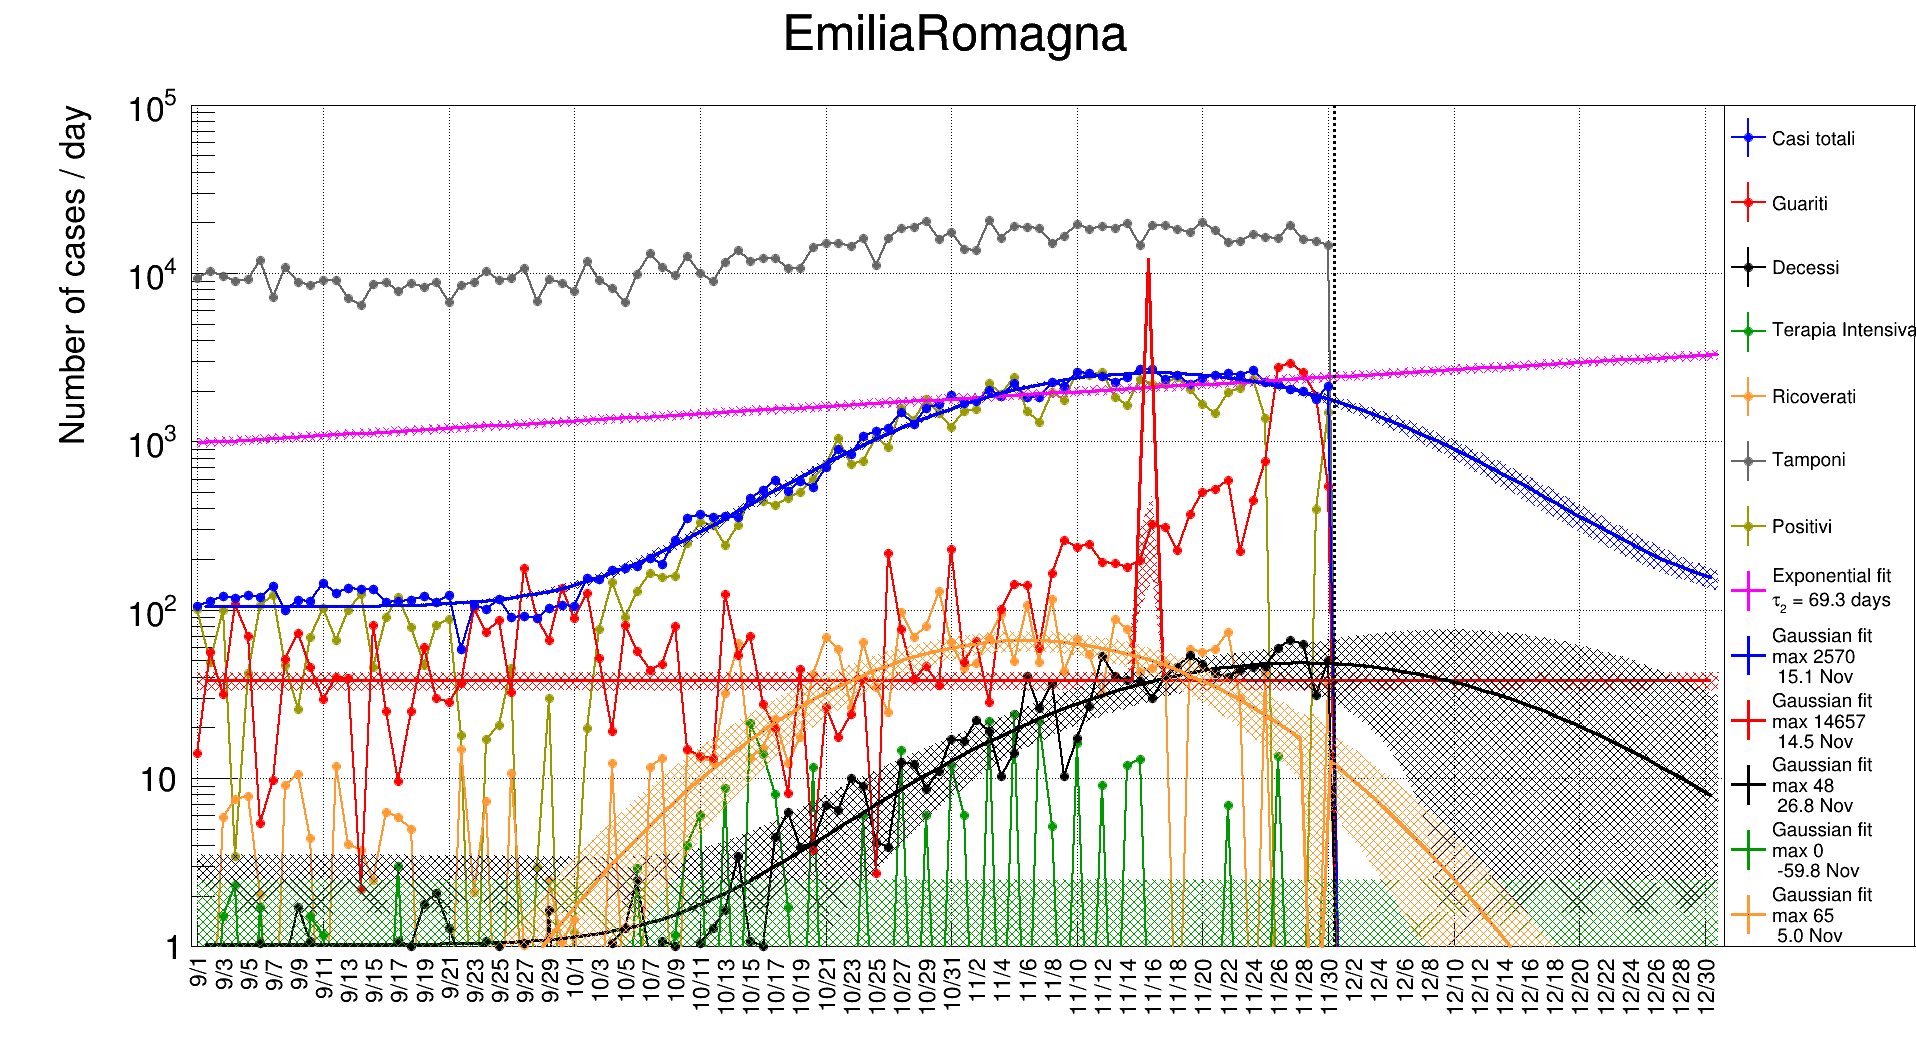 EmiliaRomagna
Number of cases / day
10^5
10^4
10^3
10^2
10
1
9/1 9/3 9/5 9/7 9/9 9/11 9/13 9/15 9/17 9/19 9/21 9/23 9/25 9/27 9/29 10/1 10/3 10/5 10/7 10/9 10/11 10/13 10/15 10/17 10/19 10/21 10/23 10/25 10/27 10/29 10/31 11/2 11/4 11/6 11/8 11/10 11/12 11/14 11/16 11/18 11/20 11/22 11/24 11/26 11/28 11/30 12/2 12/4 12/6 12/8 12/10 12/12 12/14 12/16 12/18 12/20 12/22 12/24 12/26 12/28 12/30
Casi totali
Guariti
Decessi
Terapia Intensiva
Ricoverati
Tamponi
Positivi
Exponential fit
τ₂ = 69.3 days
Gaussian fit
max 2570
15.1 Nov
Gaussian fit
max 14657
14.5 Nov
Gaussian fit
max 48
26.8 Nov
Gaussian fit
max 0
-59.8 Nov
Gaussian fit
max 65
5.0 Nov